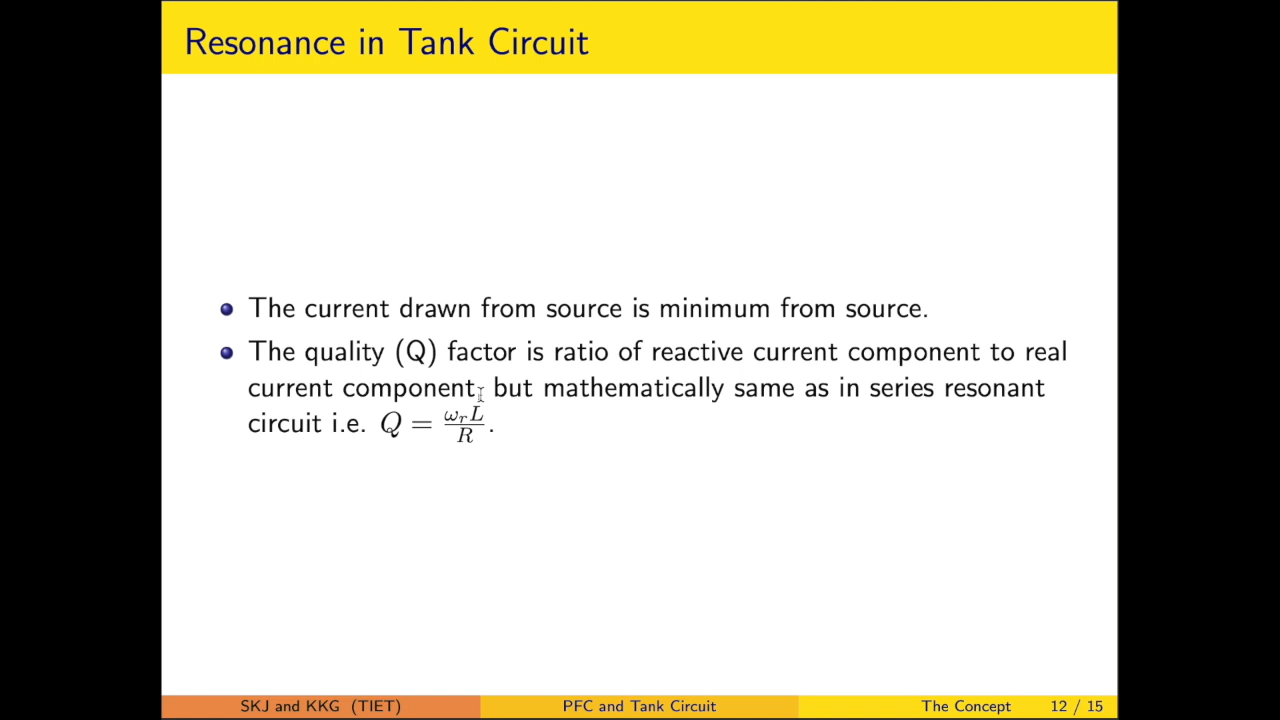 Resonance in Tank Circuit
The current drawn from source is minimum from source.
The quality (Q) factor is ratio of reactive current component to real
current component, but mathematically same as in series resonant
circuit i.e. $Q = \frac{\omega_r L}{R}$.
SKJ and KKG (TIET) PFC and Tank Circuit The Concept 12 / 15